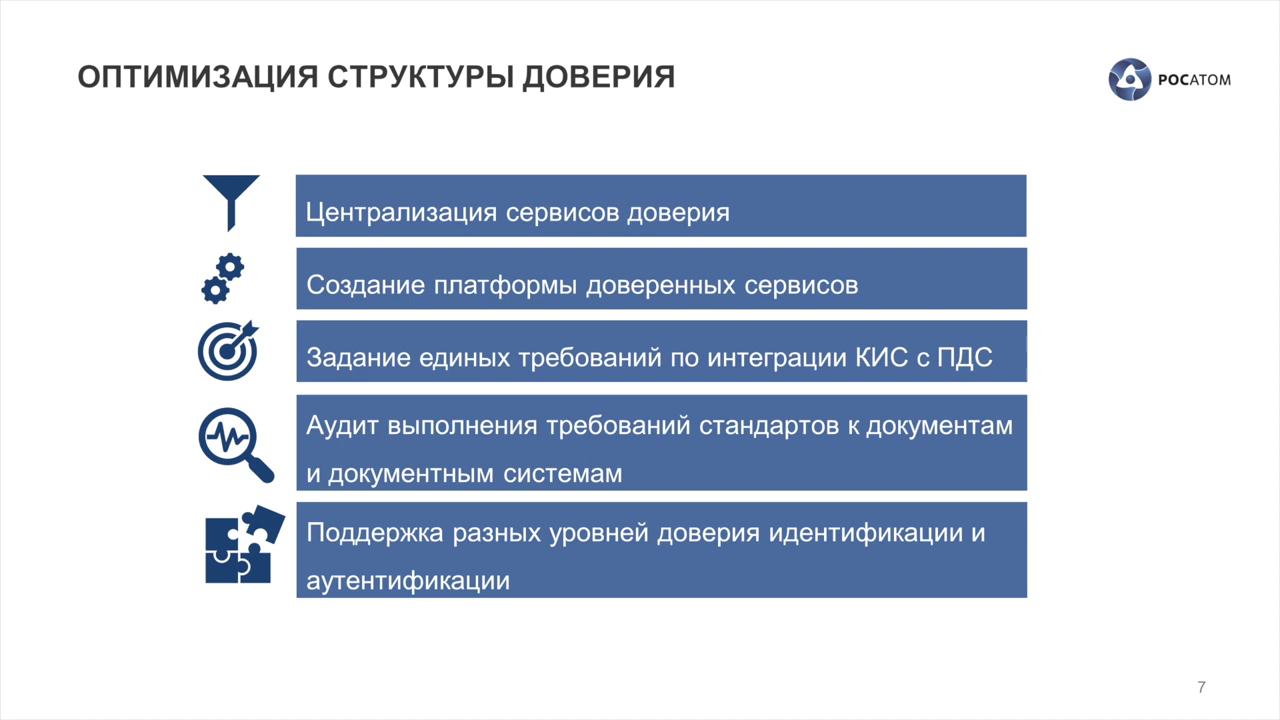 ОПТИМИЗАЦИЯ СТРУКТУРЫ ДОВЕРИЯ
РОСАТОМ
Централизация сервисов доверия
Создание платформы доверенных сервисов
Задание единых требований по интеграции КИС с ПДС
Аудит выполнения требований стандартов к документам
и документным системам
Поддержка разных уровней доверия идентификации и
аутентификации
7